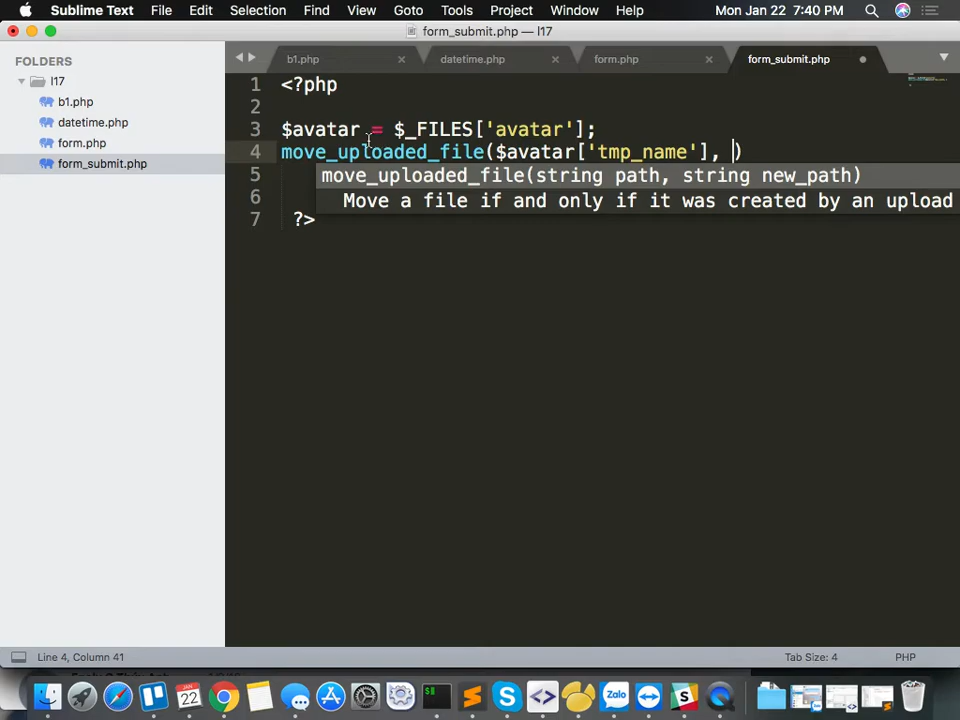 Sublime Text File Edit Selection Find View Goto Tools Project Window Help Mon Jan 22 7:40 PM
form_submit.php — l17
FOLDERS
l17
b1.php
datetime.php
form.php
form_submit.php
b1.php datetime.php form.php form_submit.php
1 <?php
2
3 $avatar = $_FILES['avatar'];
4 move_uploaded_file($avatar['tmp_name'], )
5 move_uploaded_file(string path, string new_path)
6 Move a file if and only if it was created by an upload
7 ?>
Line 4, Column 41 Tab Size: 4 PHP
JAN
22
Zalo